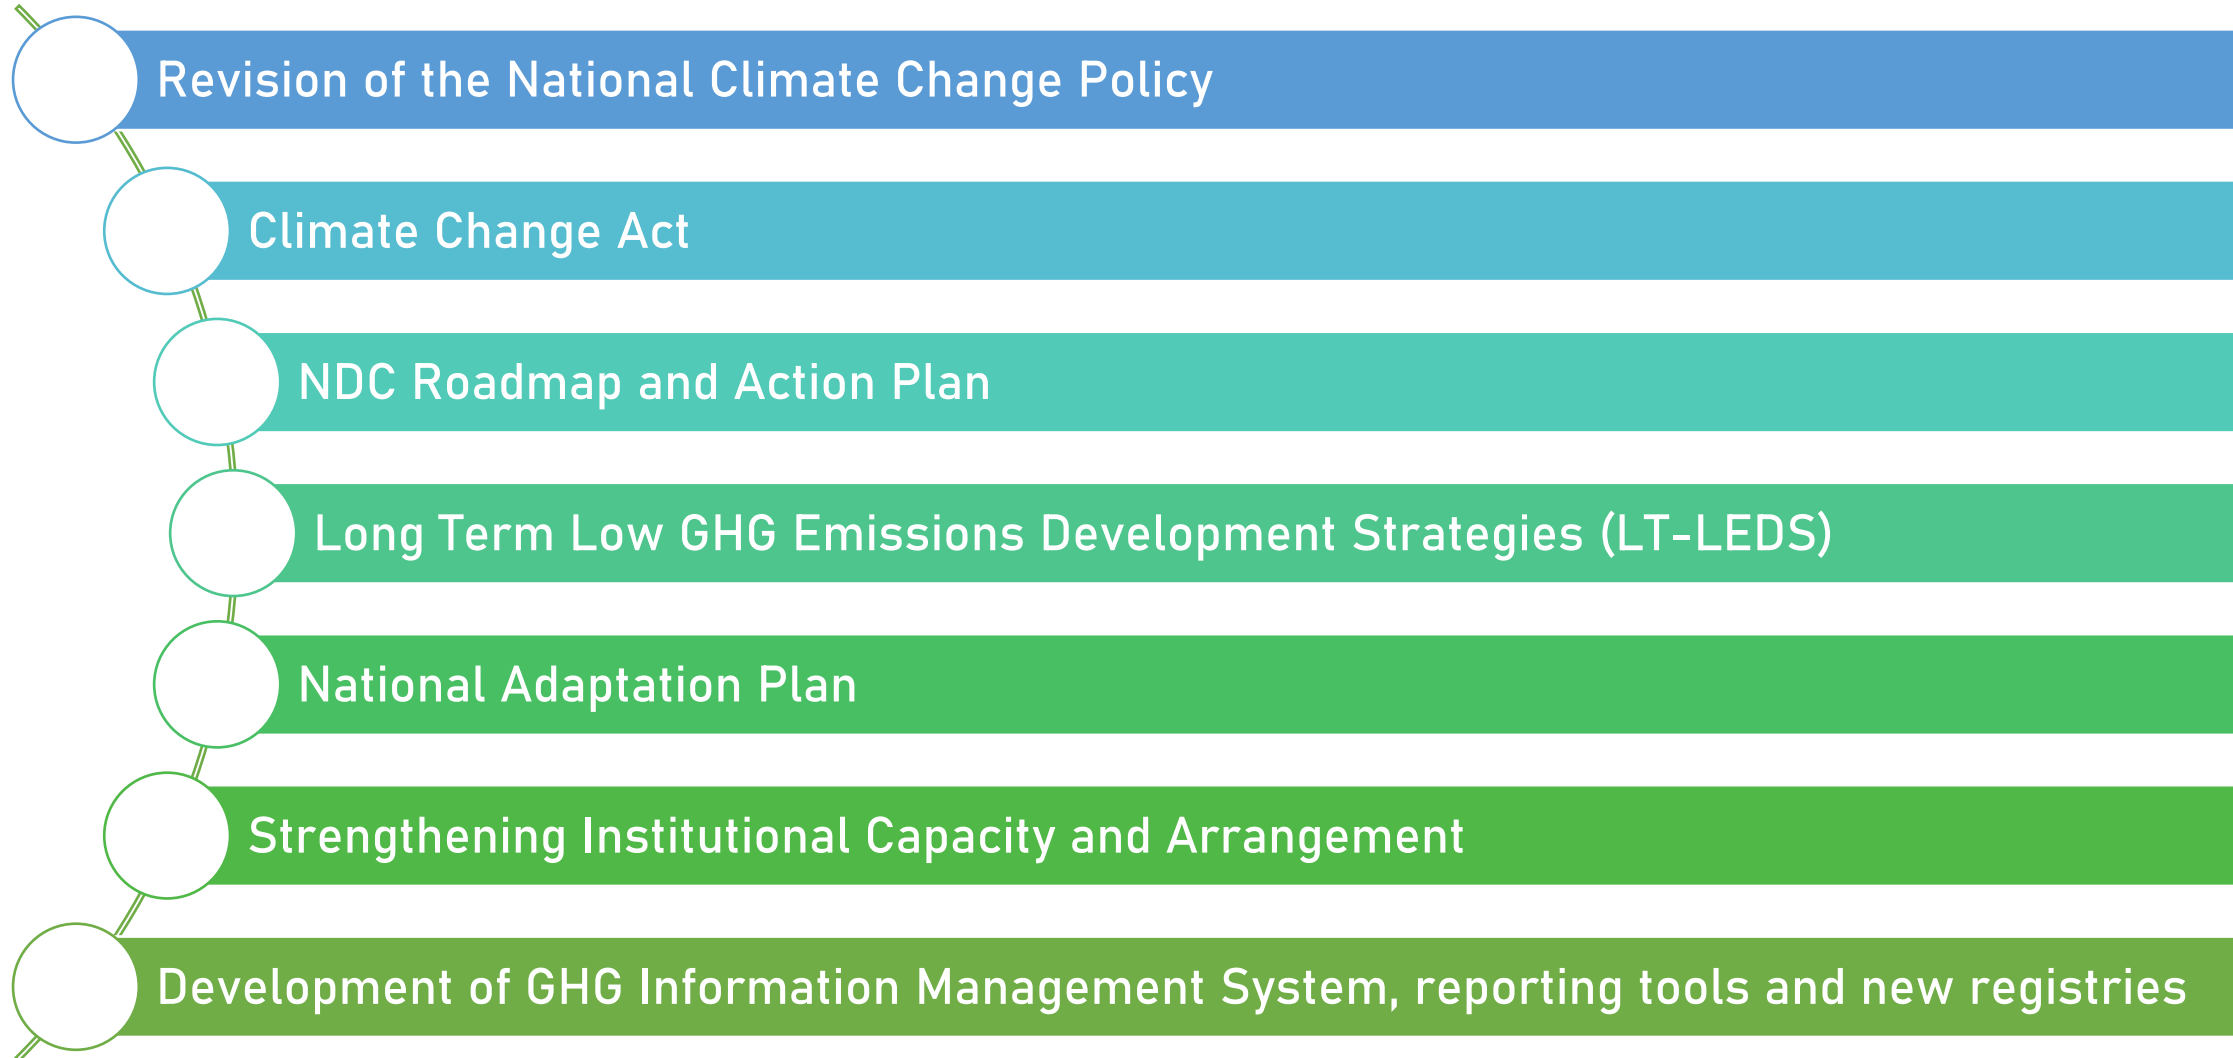 Revision of the National Climate Change Policy
Climate Change Act
NDC Roadmap and Action Plan
Long Term Low GHG Emissions Development Strategies (LT-LEDS)
National Adaptation Plan
Strengthening Institutional Capacity and Arrangement
Development of GHG Information Management System, reporting tools and new registries